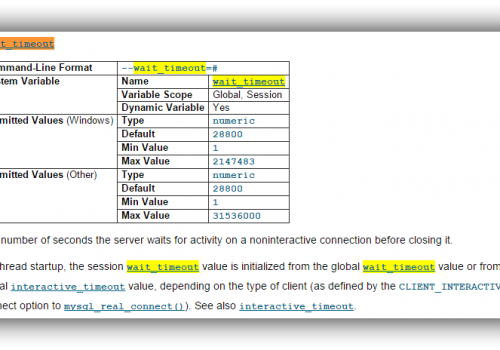 it_timeout
mmand-Line Format --wait_timeout=#
stem Variable Name wait_timeout
Variable Scope Global, Session
Dynamic Variable Yes
mitted Values (Windows) Type numeric
Default 28800
Min Value 1
Max Value 2147483
mitted Values (Other) Type numeric
Default 28800
Min Value 1
Max Value 31536000
number of seconds the server waits for activity on a noninteractive connection before closing it.
hread startup, the session wait_timeout value is initialized from the global wait_timeout value or from
al interactive_timeout value, depending on the type of client (as defined by the CLIENT_INTERACTIV
nect option to mysql_real_connect()). See also interactive_timeout.